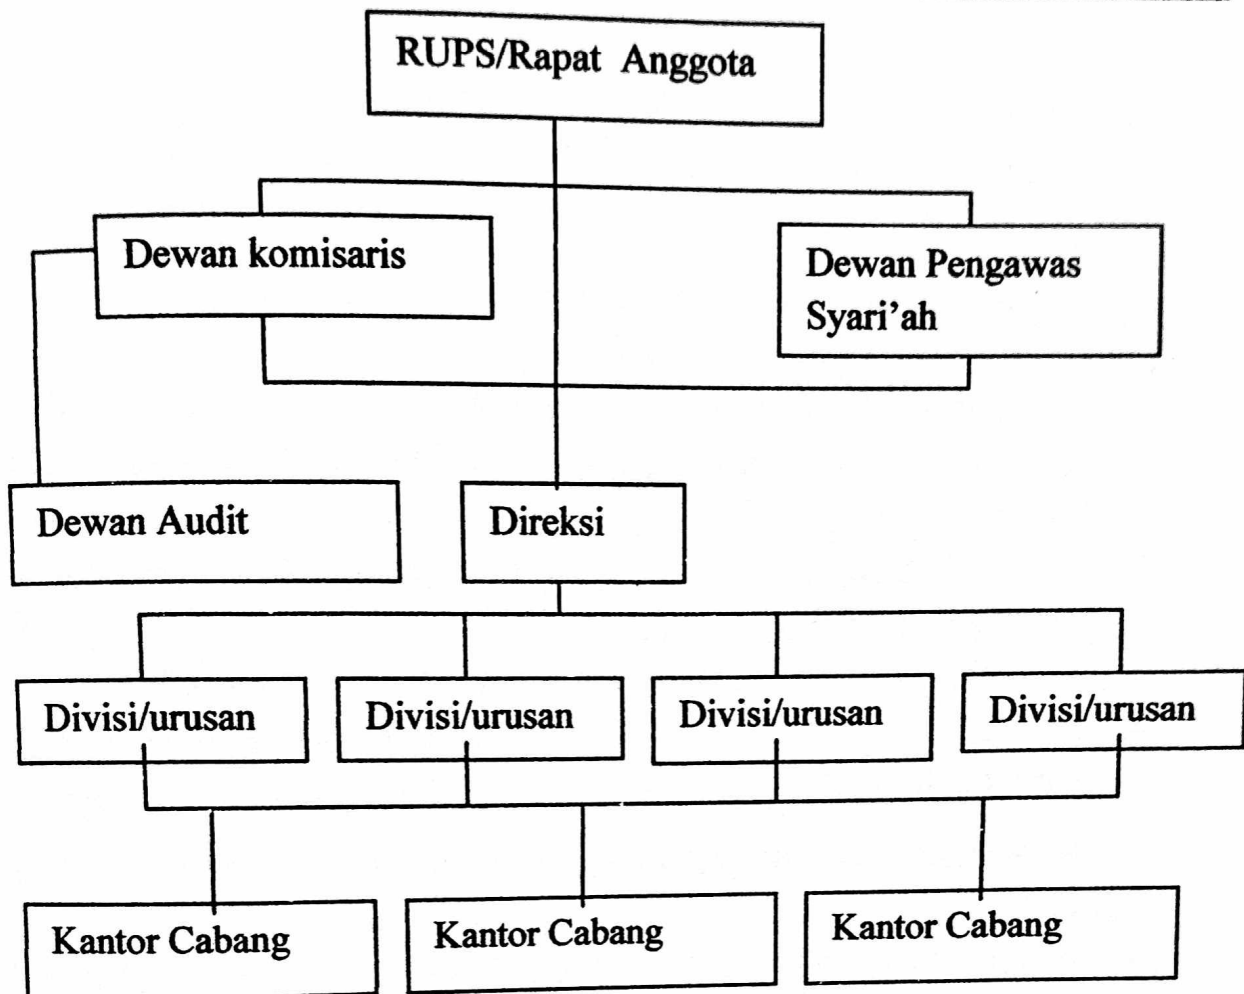 RUPS/Rapat Anggota
Dewan komisaris
Dewan Pengawas
Syari'ah
Dewan Audit
Direksi
Divisi/urusan
Divisi/urusan
Divisi/urusan
Divisi/urusan
Kantor Cabang
Kantor Cabang
Kantor Cabang